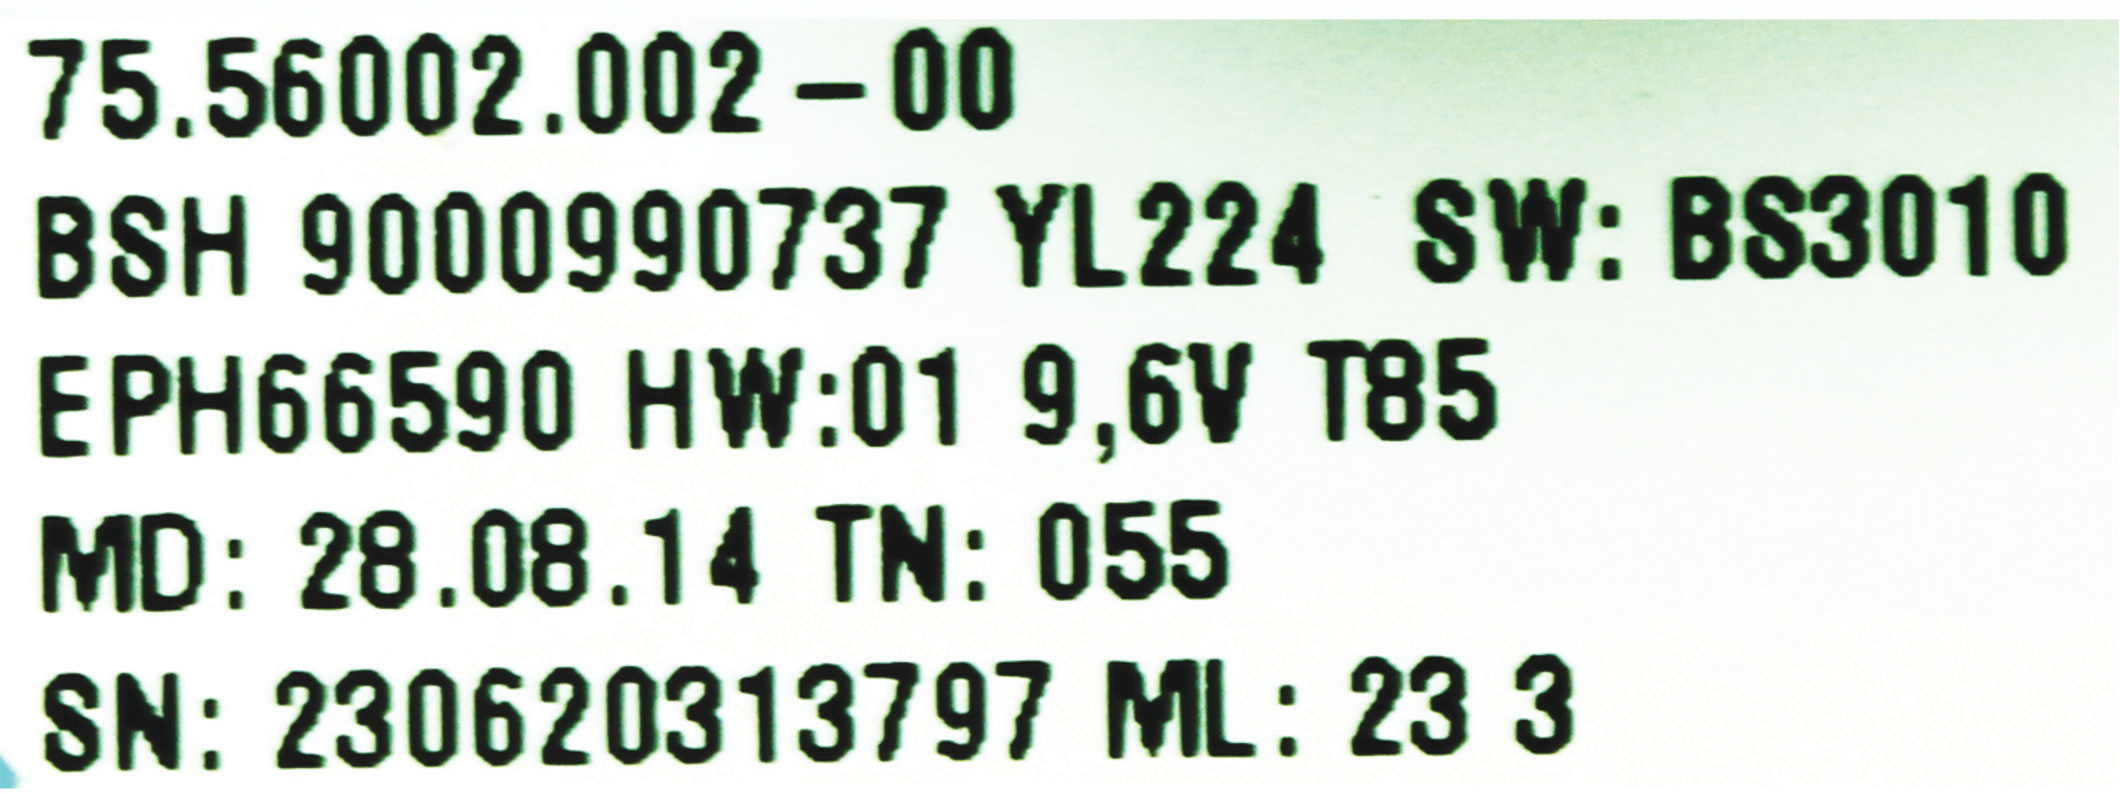 75.56002.002-00
BSH 9000990737 YL224 SW: BS3010
EPH66590 HW:01 9,6V T85
MD: 28.08.14 TN: 055
SN: 230620313797 ML: 23 3